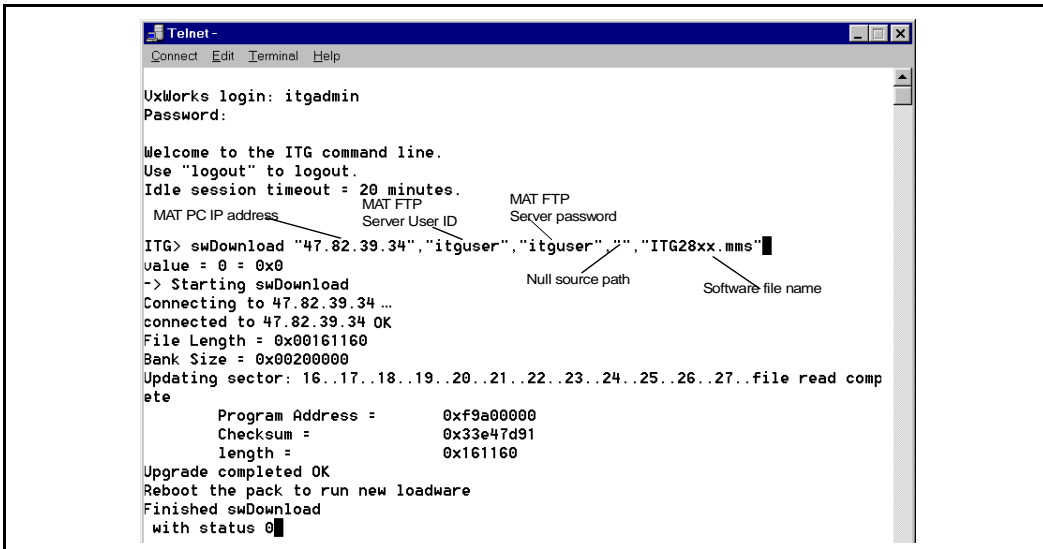 Telnet -
Connect Edit Terminal Help
VxWorks login: itgadmin
Password:
Welcome to the ITG command line.
Use "logout" to logout.
Idle session timeout = 20 minutes.
MAT PC IP address
MAT FTP
Server User ID
MAT FTP
Server password
ITG> swDownload "47.82.39.34","itguser","itguser","","ITG28xx.mms"
value = 0 = 0x0
Null source path
Software file name
-> Starting swDownload
Connecting to 47.82.39.34 ...
connected to 47.82.39.34 OK
File Length = 0x00161160
Bank Size = 0x00200000
Updating sector: 16..17..18..19..20..21..22..23..24..25..26..27..file read comp
ete
Program Address = 0xf9a00000
Checksum = 0x33e47d91
length = 0x161160
Upgrade completed OK
Reboot the pack to run new loadware
Finished swDownload
with status 0